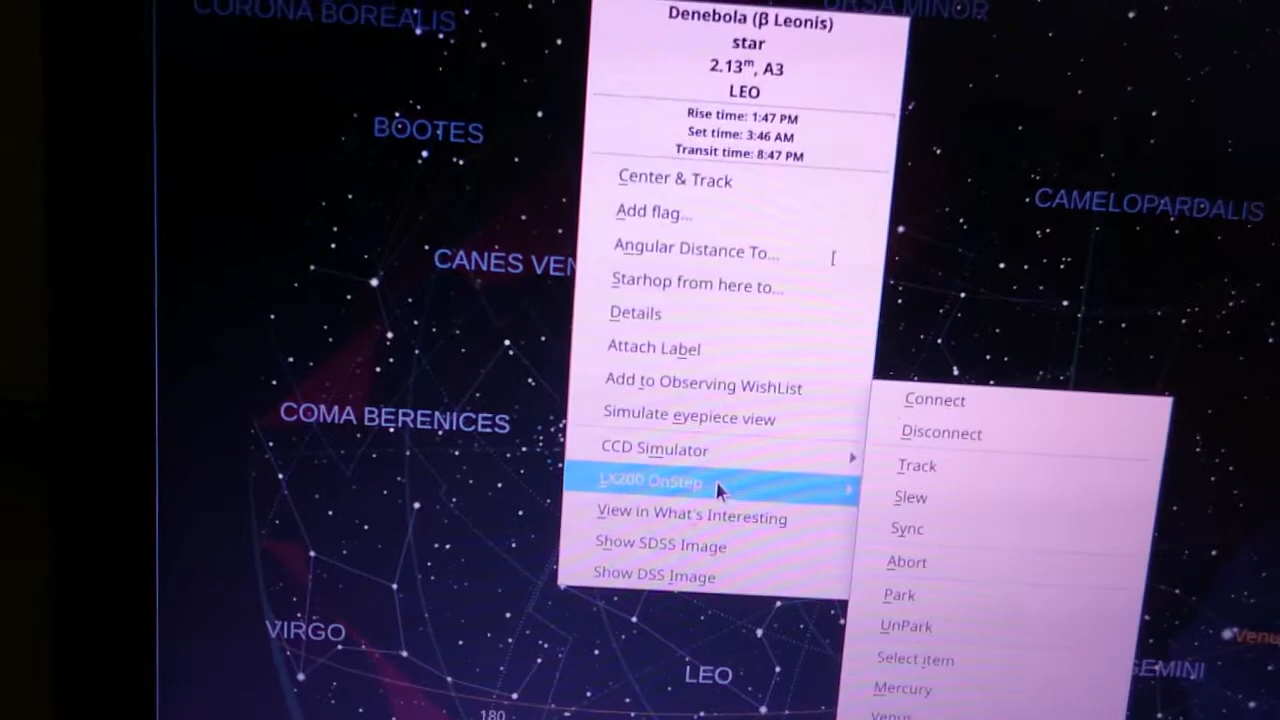 CORONA BOREALIS
URSA MINOR
Denebola (β Leonis)
star
2.13m, A3
LEO
Rise time: 1:47 PM
Set time: 3:46 AM
Transit time: 8:47 PM
BOOTES
CAMELOPARDALIS
Center & Track
Add flag...
Angular Distance To... [
CANES VEN
Starhop from here to...
Details
Attach Label
Add to Observing WishList
Simulate eyepiece view
COMA BERENICES
CCD Simulator
LX200 OnStep
View in What's Interesting
Show SDSS Image
Show DSS Image
Connect
Disconnect
Track
Slew
Sync
Abort
Park
UnPark
Select item
Mercury
Venus
VIRGO
LEO
Venu
GEMINI
180